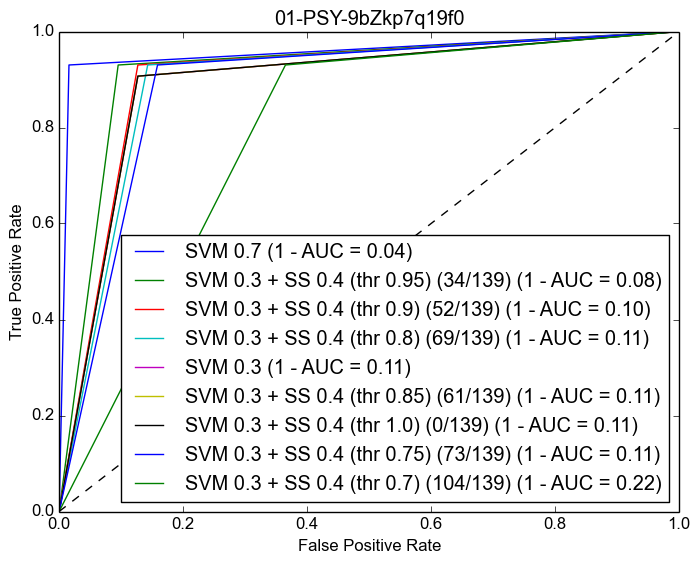 01-PSY-9bZkp7q19f0
1.0
0.8
0.6
0.4
0.2
0.0
True Positive Rate
SVM 0.7 (1 - AUC = 0.04)
SVM 0.3 + SS 0.4 (thr 0.95) (34/139) (1 - AUC = 0.08)
SVM 0.3 + SS 0.4 (thr 0.9) (52/139) (1 - AUC = 0.10)
SVM 0.3 + SS 0.4 (thr 0.8) (69/139) (1 - AUC = 0.11)
SVM 0.3 (1 - AUC = 0.11)
SVM 0.3 + SS 0.4 (thr 0.85) (61/139) (1 - AUC = 0.11)
SVM 0.3 + SS 0.4 (thr 1.0) (0/139) (1 - AUC = 0.11)
SVM 0.3 + SS 0.4 (thr 0.75) (73/139) (1 - AUC = 0.11)
SVM 0.3 + SS 0.4 (thr 0.7) (104/139) (1 - AUC = 0.22)
0.0 0.2 0.4 0.6 0.8 1.0
False Positive Rate